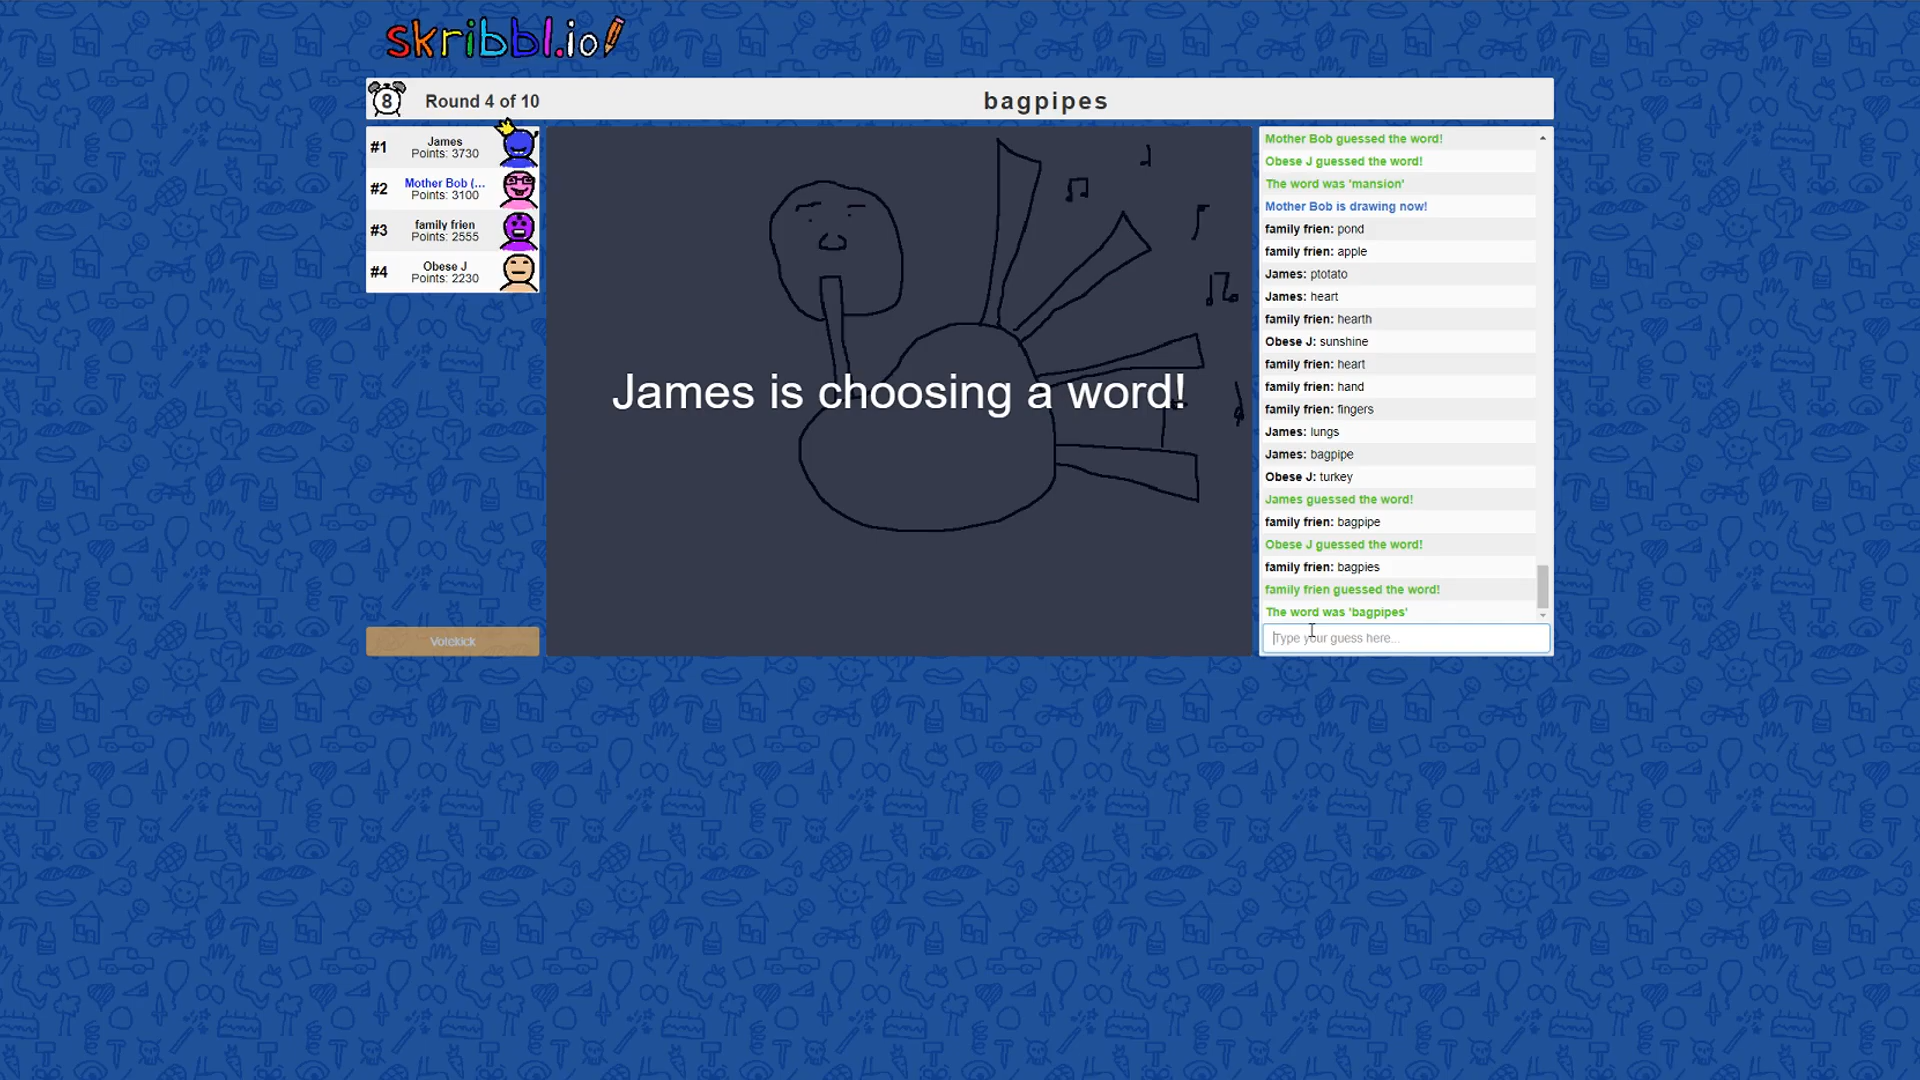 skribbl.io
8
Round 4 of 10
bagpipes
#1
James
Points: 3730
#2
Mother Bob (...
Points: 3100
#3
family frien
Points: 2555
#4
Obese J
Points: 2230
Votekick
James is choosing a word!
Mother Bob guessed the word!
Obese J guessed the word!
The word was 'mansion'
Mother Bob is drawing now!
family frien: pond
family frien: apple
James: ptotato
James: heart
family frien: hearth
Obese J: sunshine
family frien: heart
family frien: hand
family frien: fingers
James: lungs
James: bagpipe
Obese J: turkey
James guessed the word!
family frien: bagpipe
Obese J guessed the word!
family frien: bagpies
family frien guessed the word!
The word was 'bagpipes'
Type your guess here...